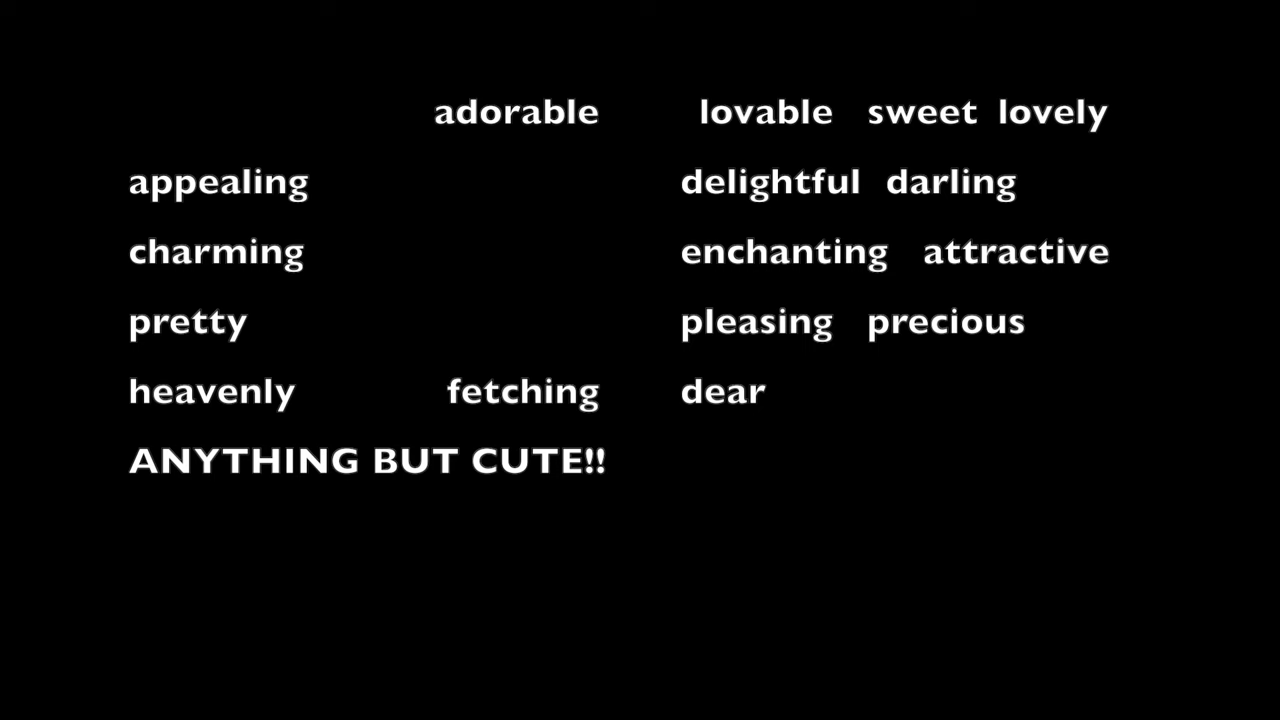 adorable lovable sweet lovely
appealing delightful darling
charming enchanting attractive
pretty pleasing precious
heavenly fetching dear
ANYTHING BUT CUTE!!